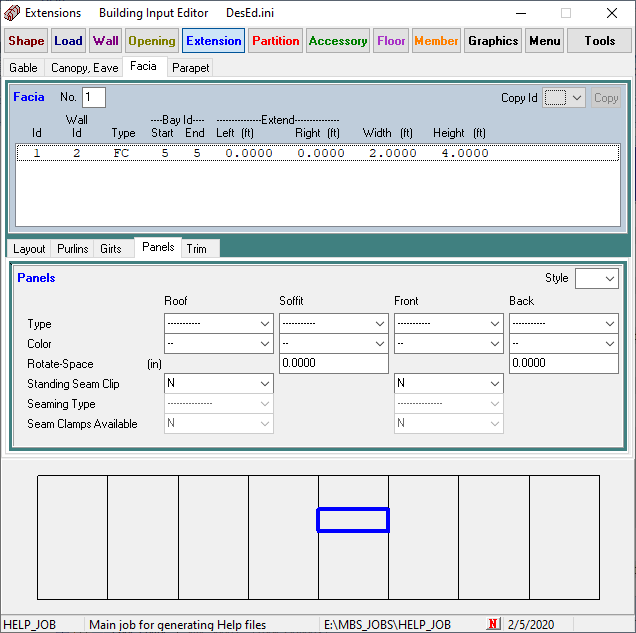 Extensions Building Input Editor DesEd.ini
Shape Load Wall Opening Extension Partition Accessory Floor Member Graphics Menu Tools
Gable Canopy, Eave Facia Parapet
Facia No. 1 Copy Id Copy
Wall ----Bay Id---- --------------Extend--------------
Id Id Type Start End Left (ft) Right (ft) Width (ft) Height (ft)
1 2 FC 5 5 0.0000 0.0000 2.0000 4.0000
Layout Purlins Girts Panels Trim
Panels Style
Roof Soffit Front Back
Type ----------- ----------- ----------- -----------
Color -- -- -- --
Rotate-Space (in) 0.0000 0.0000
Standing Seam Clip N N
Seaming Type --------------- ---------------
Seam Clamps Available N N
HELP_JOB Main job for generating Help files E:\MBS_JOBS\HELP_JOB N 2/5/2020